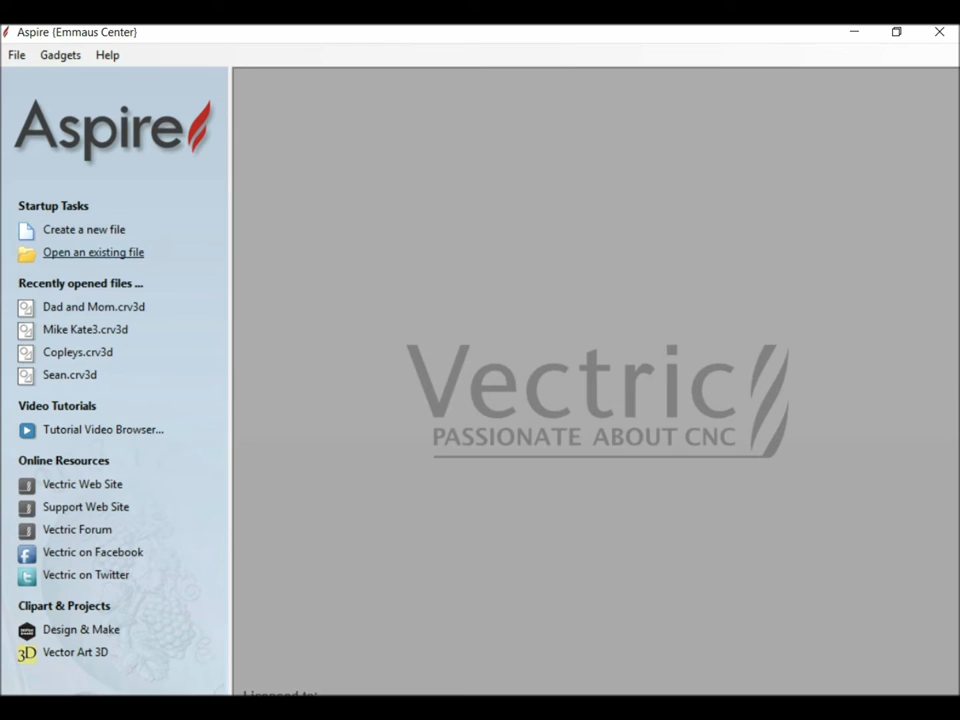 Aspire {Emmaus Center}
File Gadgets Help
Aspire
Startup Tasks
Create a new file
Open an existing file
Recently opened files ...
Dad and Mom.crv3d
Mike Kate3.crv3d
Copleys.crv3d
Sean.crv3d
Video Tutorials
Tutorial Video Browser...
Online Resources
Vectric Web Site
Support Web Site
Vectric Forum
Vectric on Facebook
Vectric on Twitter
Clipart & Projects
Design & Make
3D Vector Art 3D
Vectric
PASSIONATE ABOUT CNC
Licensed to: